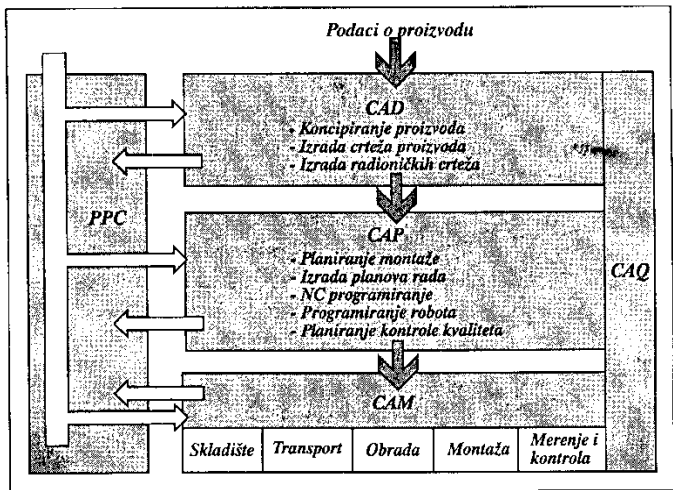 Podaci o proizvodu
CAD
- Koncipiranje proizvoda
- Izrada crteža proizvoda
- Izrada radioničkih crteža
PPC
CAP
- Planiranje montaže
- Izrada planova rada
- NC programiranje
- Programiranje robota
- Planiranje kontrole kvaliteta
CAQ
CAM
Skladište
Transport
Obrada
Montaža
Merenje i
kontrola